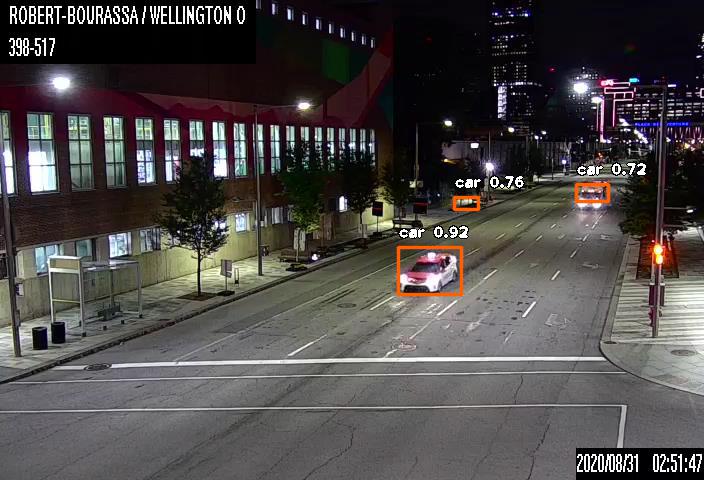 ROBERT-BOURASSA / WELLINGTON O
398-517
car 0.76
car 0.72
car 0.92
2020/08/31 02:51:47